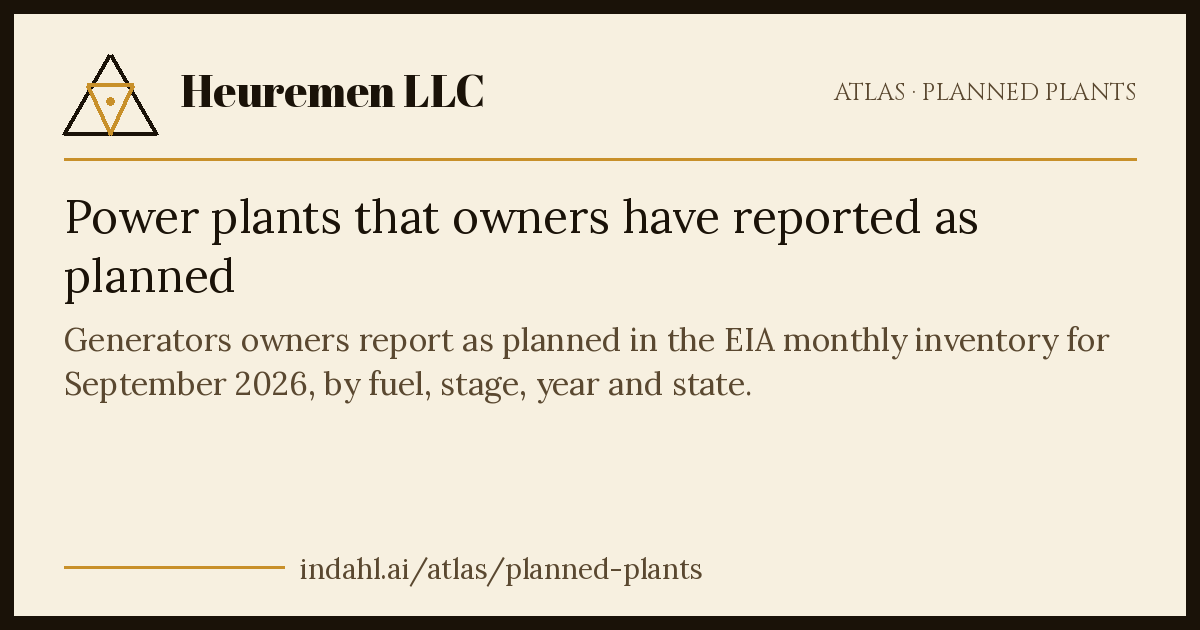 Heuremen LLC
ATLAS · PLANNED PLANTS
Power plants that owners have reported as
planned
Generators owners report as planned in the EIA monthly inventory for
September 2026, by fuel, stage, year and state.
indahl.ai/atlas/planned-plants